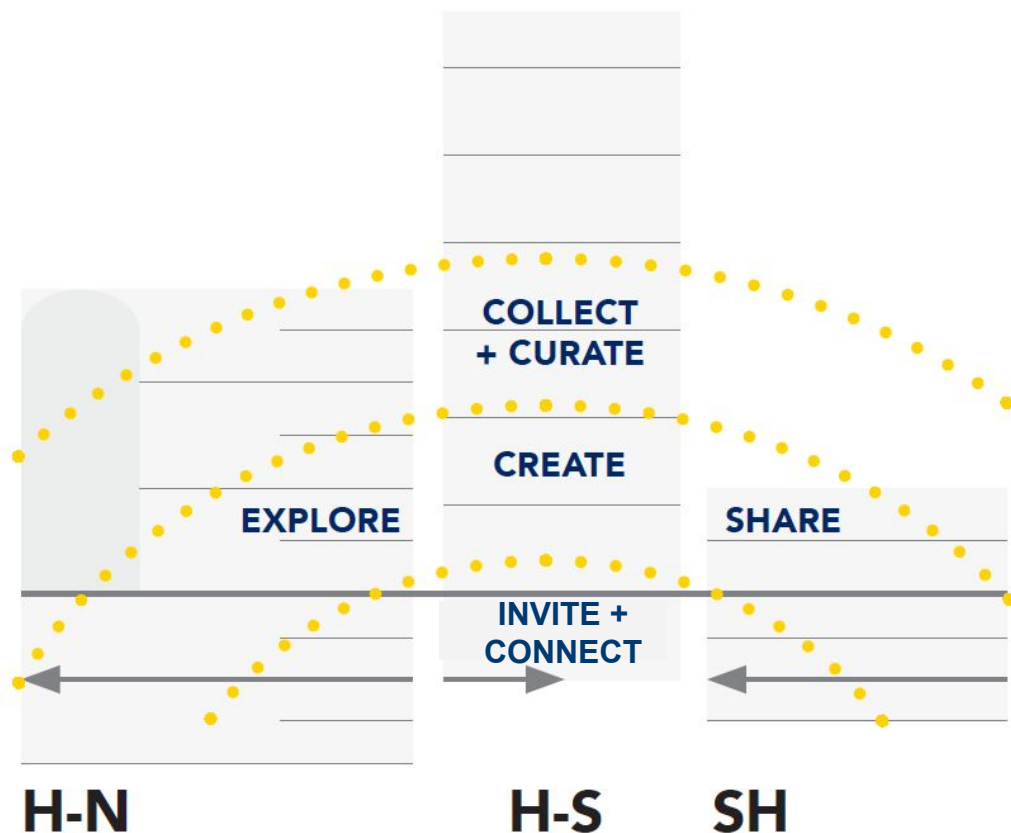 COLLECT
+ CURATE
CREATE
EXPLORE
SHARE
INVITE +
CONNECT
H-N
H-S
SH